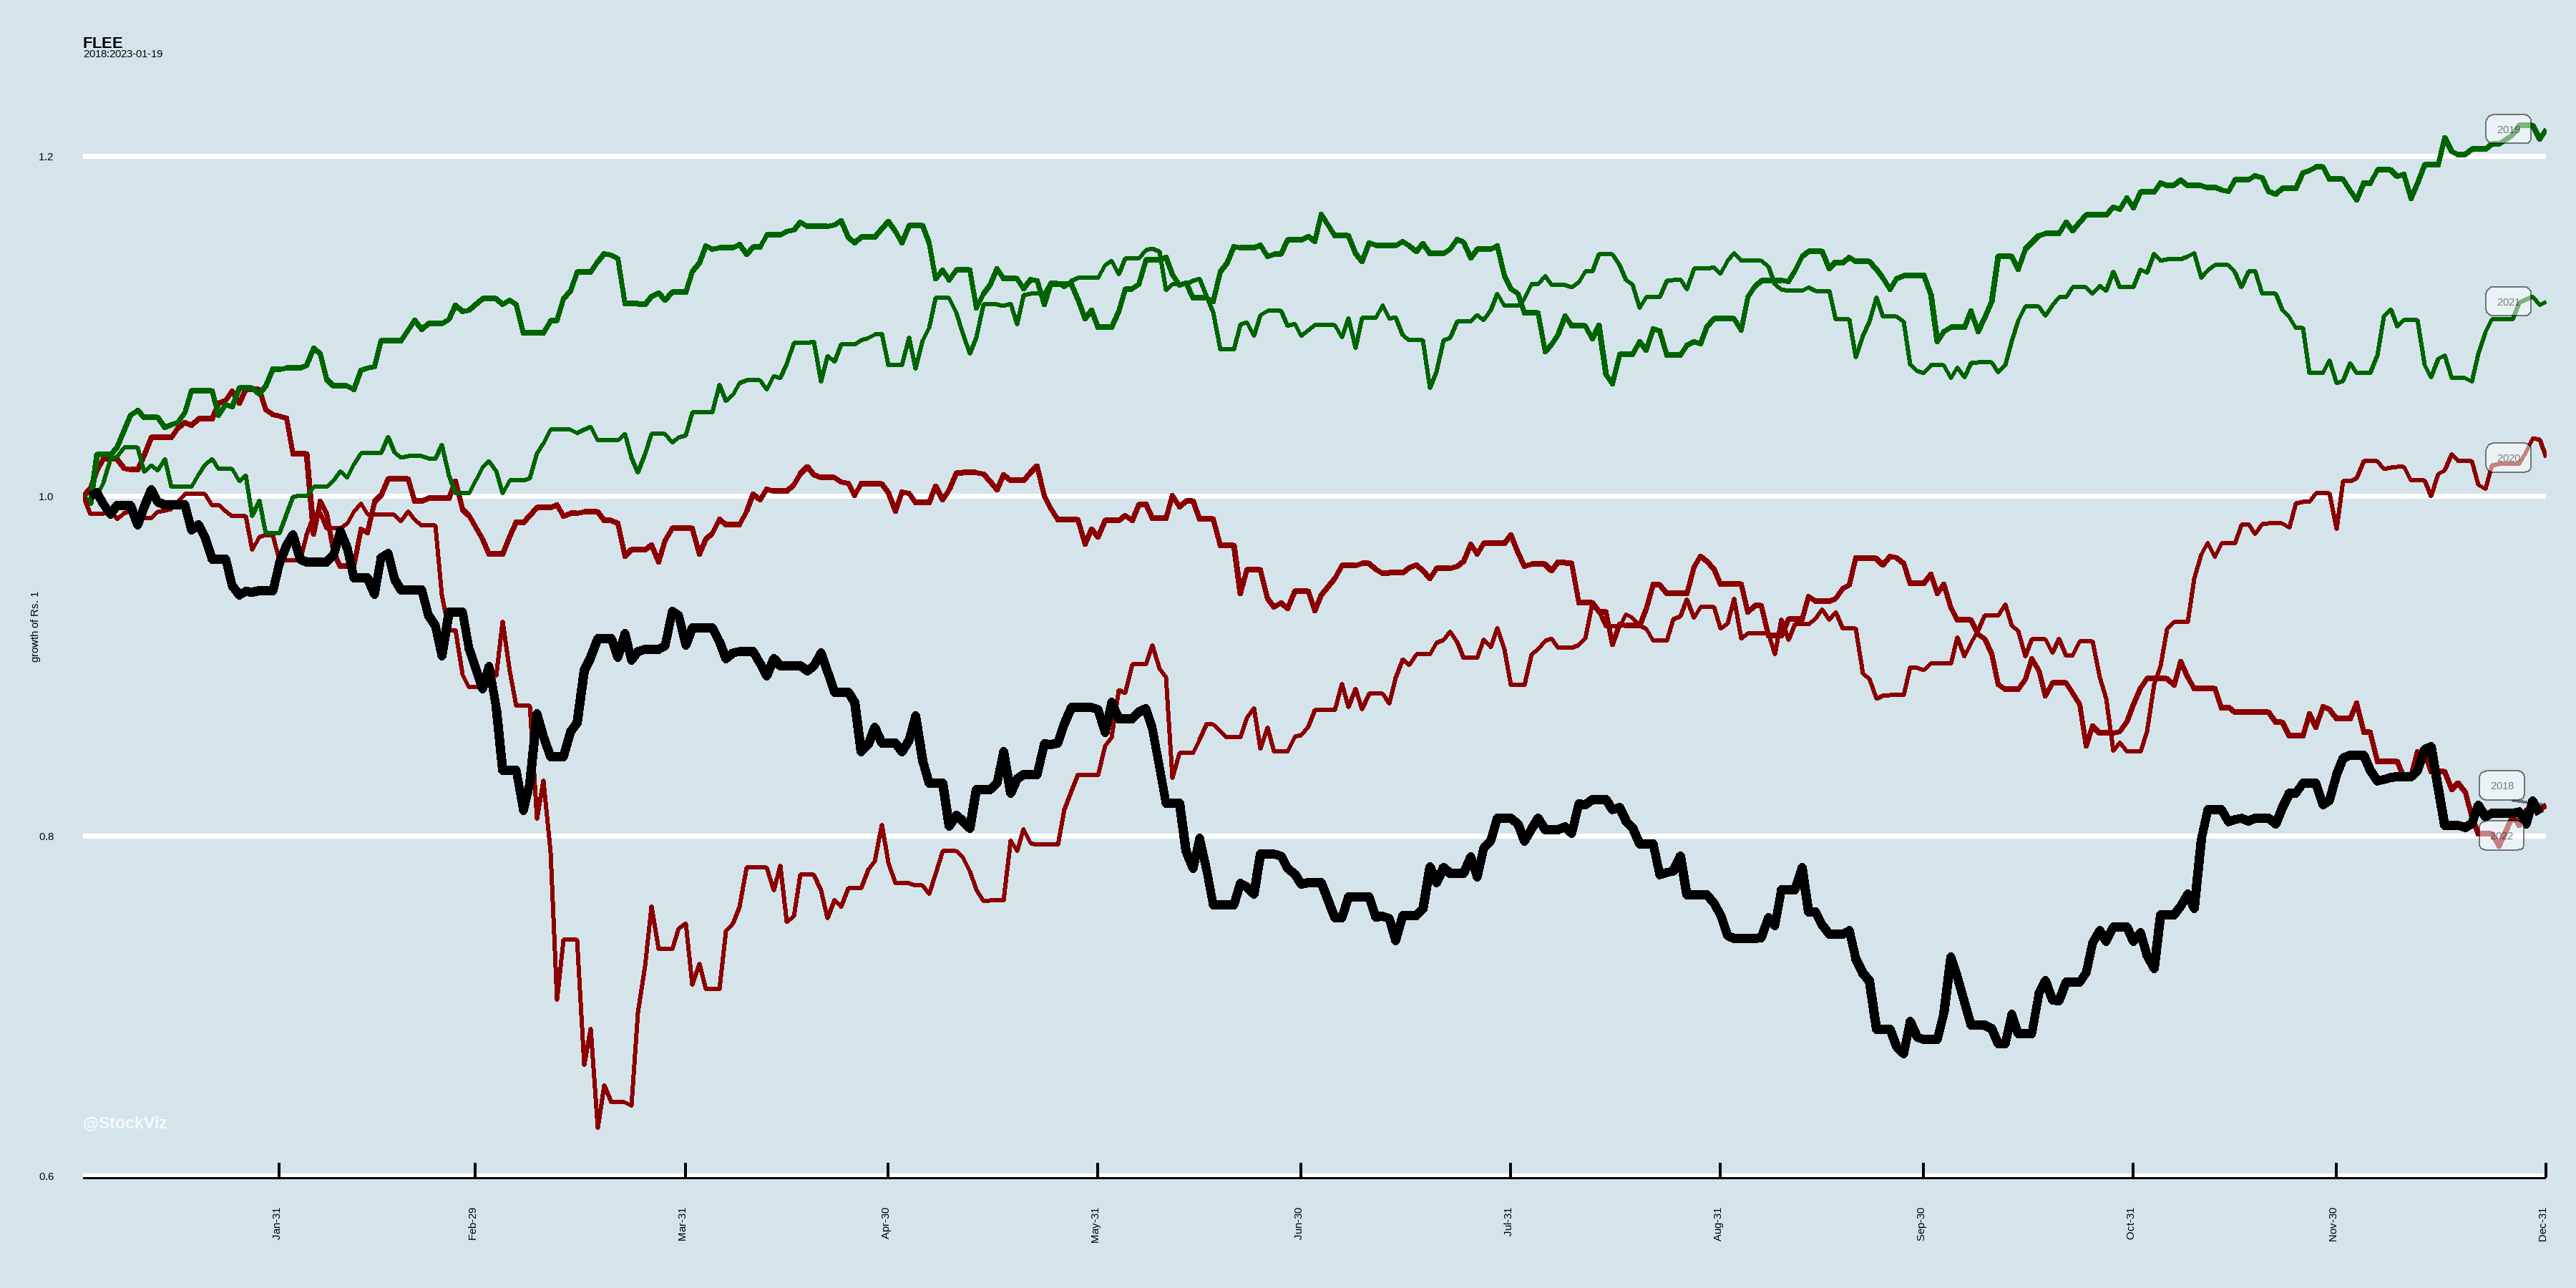 FLEE
2018:2023-01-19
2019
1.2
2021
2020
1.0
growth of Rs. 1
2018
0.8
2022
@StockViz
0.6
Jan-31
Feb-29
Mar-31
Apr-30
May-31
Jun-30
Jul-31
Aug-31
Sep-30
Oct-31
Nov-30
Dec-31